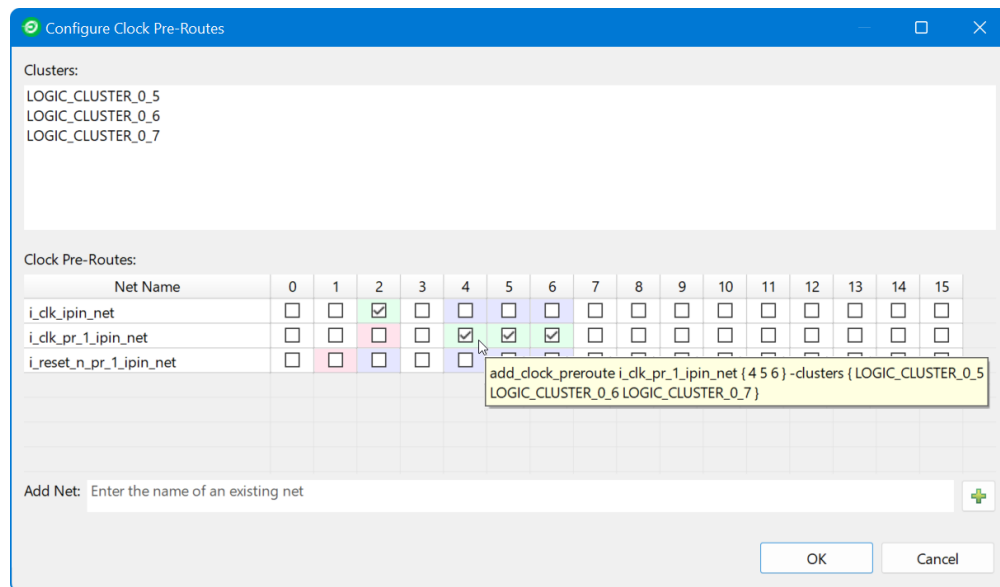 Configure Clock Pre-Routes
Clusters:
LOGIC_CLUSTER_0_5
LOGIC_CLUSTER_0_6
LOGIC_CLUSTER_0_7
Clock Pre-Routes:
Net Name 0 1 2 3 4 5 6 7 8 9 10 11 12 13 14 15
i_clk_ipin_net
i_clk_pr_1_ipin_net
i_reset_n_pr_1_ipin_net
add_clock_preroute i_clk_pr_1_ipin_net { 4 5 6 } -clusters { LOGIC_CLUSTER_0_5
LOGIC_CLUSTER_0_6 LOGIC_CLUSTER_0_7 }
Add Net: Enter the name of an existing net
OK Cancel